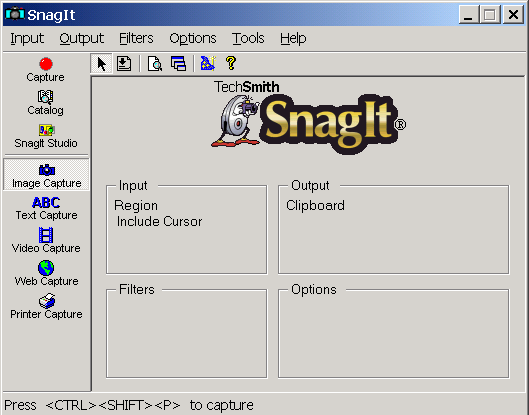 SnagIt
Input Output Filters Options Tools Help
Capture
Catalog
SnagIt Studio
Image Capture
ABC
Text Capture
Video Capture
Web Capture
Printer Capture
TechSmith
SnagIt®
Input
Region
Include Cursor
Output
Clipboard
Filters
Options
Press <CTRL><SHIFT><P> to capture